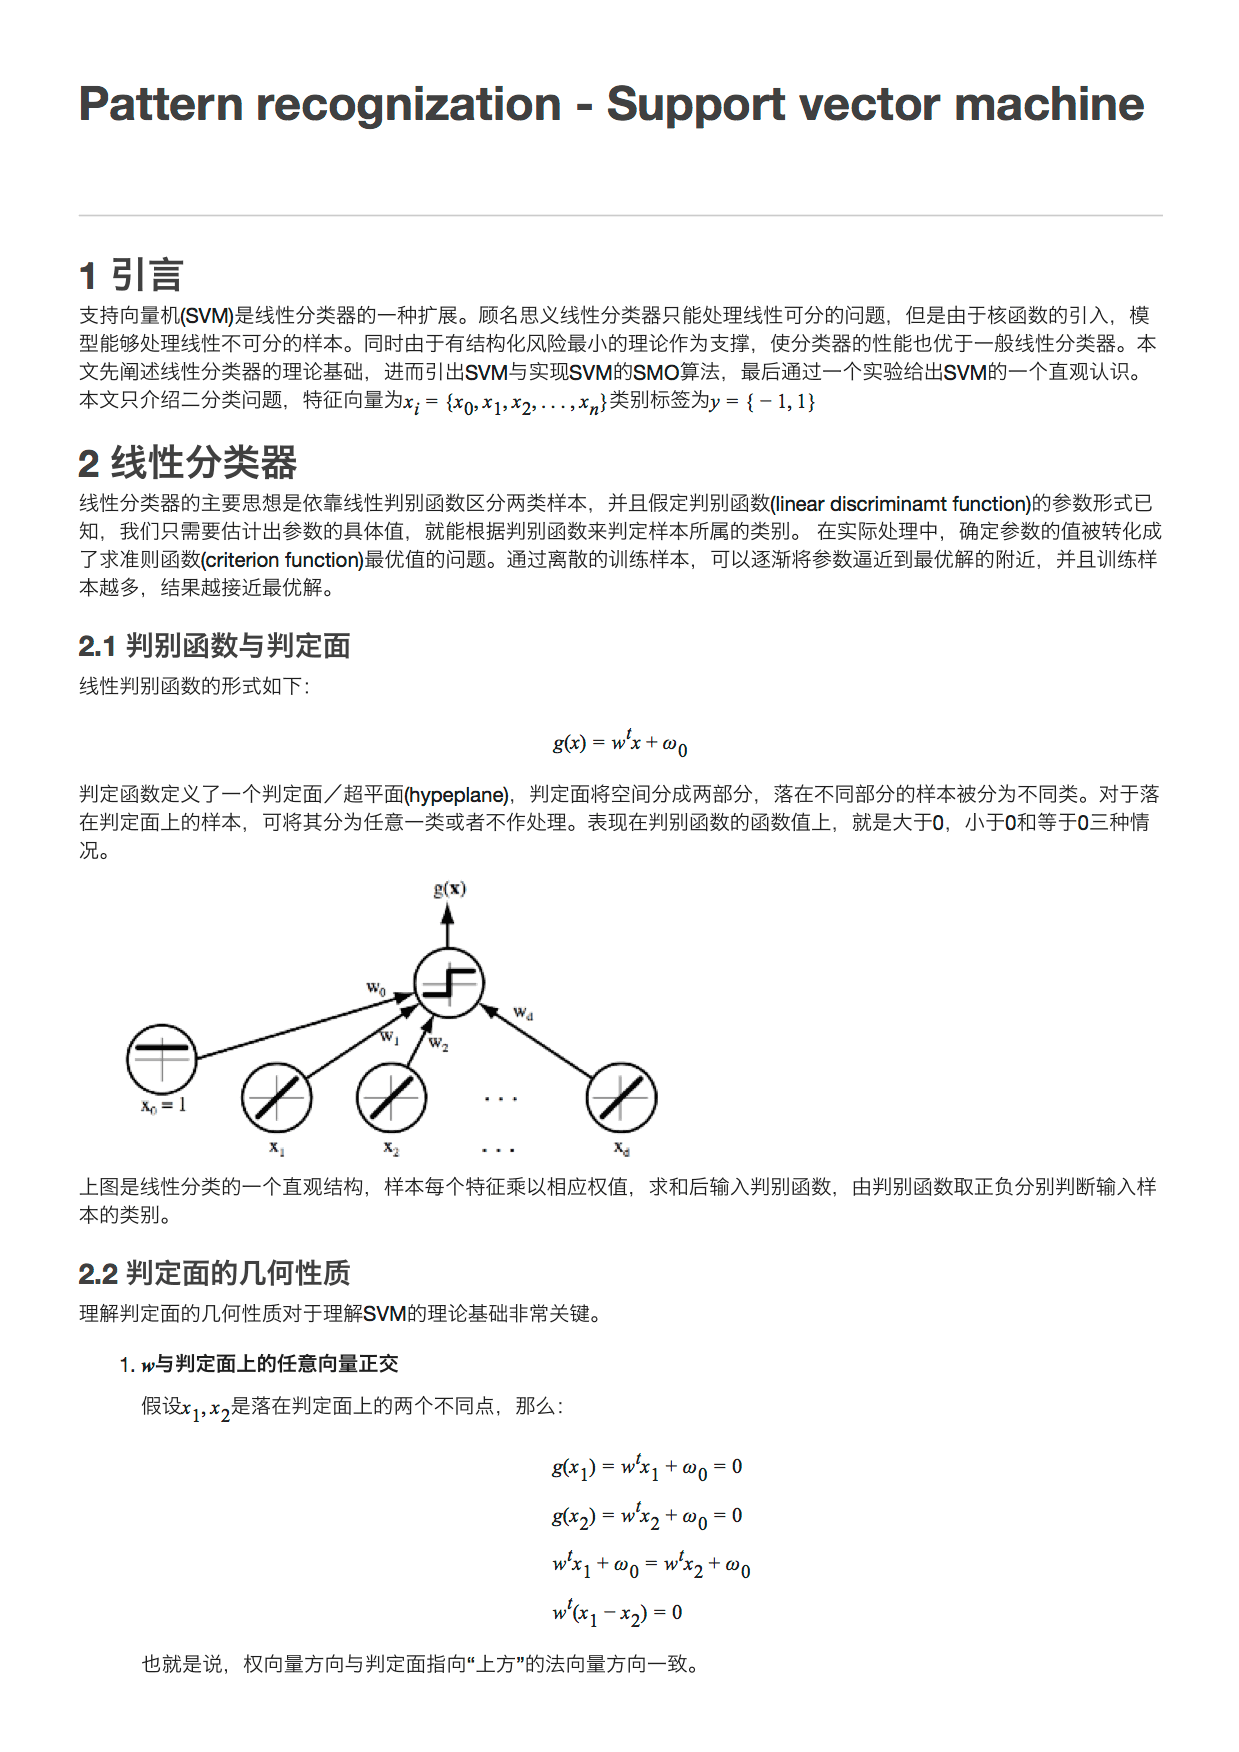 Pattern recognization - Support vector machine
1 引言
支持向量机(SVM)是线性分类器的一种扩展。顾名思义线性分类器只能处理线性可分的问题，但是由于核函数的引入，模
型能够处理线性不可分的样本。同时由于有结构化风险最小的理论作为支撑，使分类器的性能也优于一般线性分类器。本
文先阐述线性分类器的理论基础，进而引出SVM与实现SVM的SMO算法，最后通过一个实验给出SVM的一个直观认识。
本文只介绍二分类问题，特征向量为x_i = {x_0, x_1, x_2, . . . , x_n}类别标签为y = { − 1, 1}
2 线性分类器
线性分类器的主要思想是依靠线性判别函数区分两类样本，并且假定判别函数(linear discriminamt function)的参数形式已
知，我们只需要估计出参数的具体值，就能根据判别函数来判定样本所属的类别。 在实际处理中，确定参数的值被转化成
了求准则函数(criterion function)最优值的问题。通过离散的训练样本，可以逐渐将参数逼近到最优解的附近，并且训练样
本越多，结果越接近最优解。
2.1 判别函数与判定面
线性判别函数的形式如下：
g(x) = w^t x + ω_0
判定函数定义了一个判定面／超平面(hypeplane)，判定面将空间分成两部分，落在不同部分的样本被分为不同类。对于落
在判定面上的样本，可将其分为任意一类或者不作处理。表现在判别函数的函数值上，就是大于0，小于0和等于0三种情
况。
g(x)
w_0
w_d
w_1
w_2
x_0 = 1
. . .
x_1
x_2
. . .
x_d
上图是线性分类的一个直观结构，样本每个特征乘以相应权值，求和后输入判别函数，由判别函数取正负分别判断输入样
本的类别。
2.2 判定面的几何性质
理解判定面的几何性质对于理解SVM的理论基础非常关键。
1. w与判定面上的任意向量正交
假设x_1, x_2是落在判定面上的两个不同点，那么：
g(x_1) = w^t x_1 + ω_0 = 0
g(x_2) = w^t x_2 + ω_0 = 0
w^t x_1 + ω_0 = w^t x_2 + ω_0
w^t(x_1 − x_2) = 0
也就是说，权向量方向与判定面指向“上方”的法向量方向一致。